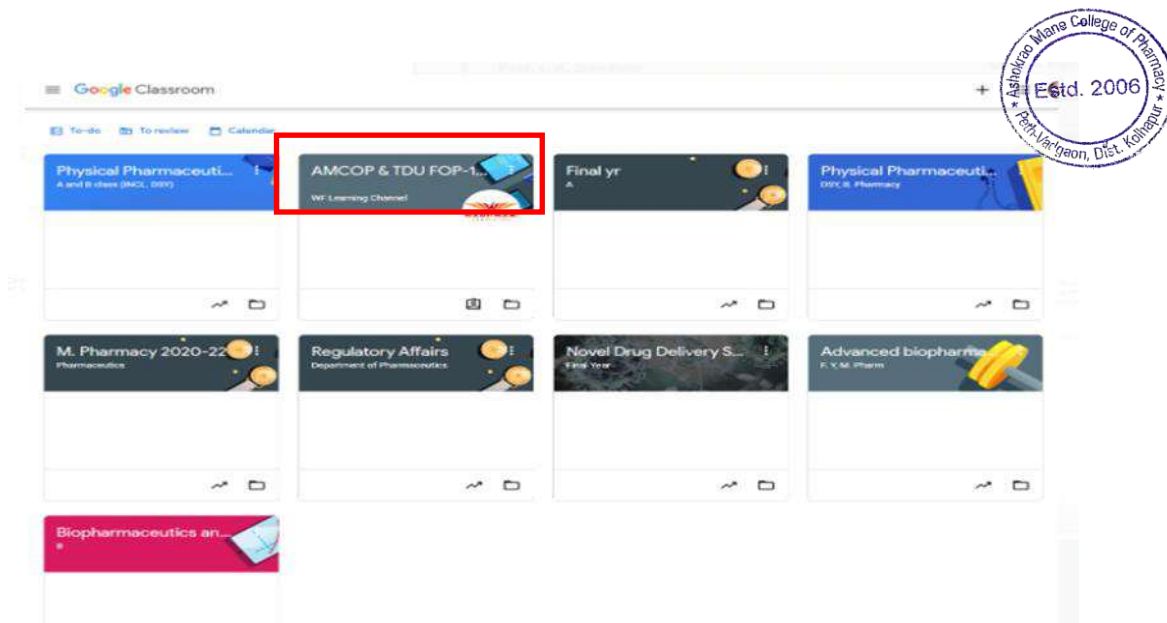 Google Classroom
To-do To review Calendar
Physical Pharmaceuti...
A and B class (INCL. DSY)
AMCOP & TDU FOP-1...
WF Learning Channel
Final yr
A
Physical Pharmaceuti...
DSY, B. Pharmacy
M. Pharmacy 2020-22
Pharmaceutics
Regulatory Affairs
Department of Pharmaceutics
Novel Drug Delivery S...
Final Year
Advanced biopharma...
F. Y. M. Pharm
Biopharmaceutics an...
B
Ashokrao Mane College of Pharmacy
Estd. 2006
Peth-Vadgaon, Dist. Kolhapur